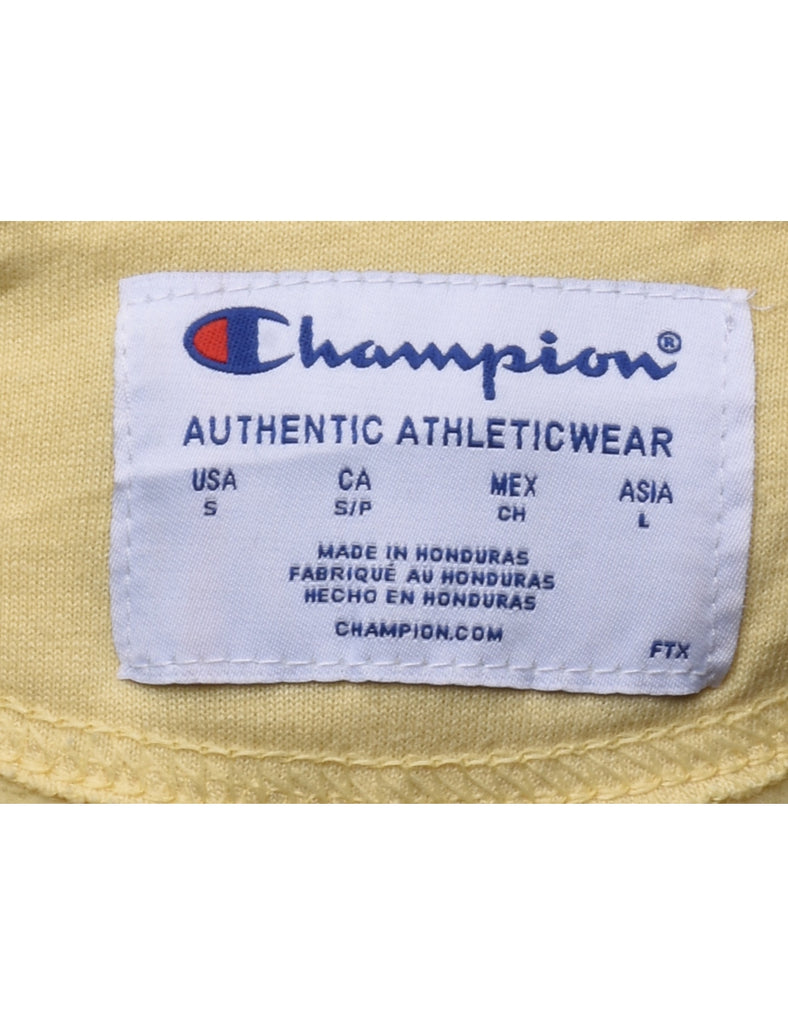 Champion®
AUTHENTIC ATHLETICWEAR
USA CA MEX ASIA
S S/P CH L
MADE IN HONDURAS
FABRIQUÉ AU HONDURAS
HECHO EN HONDURAS
CHAMPION.COM
FTX